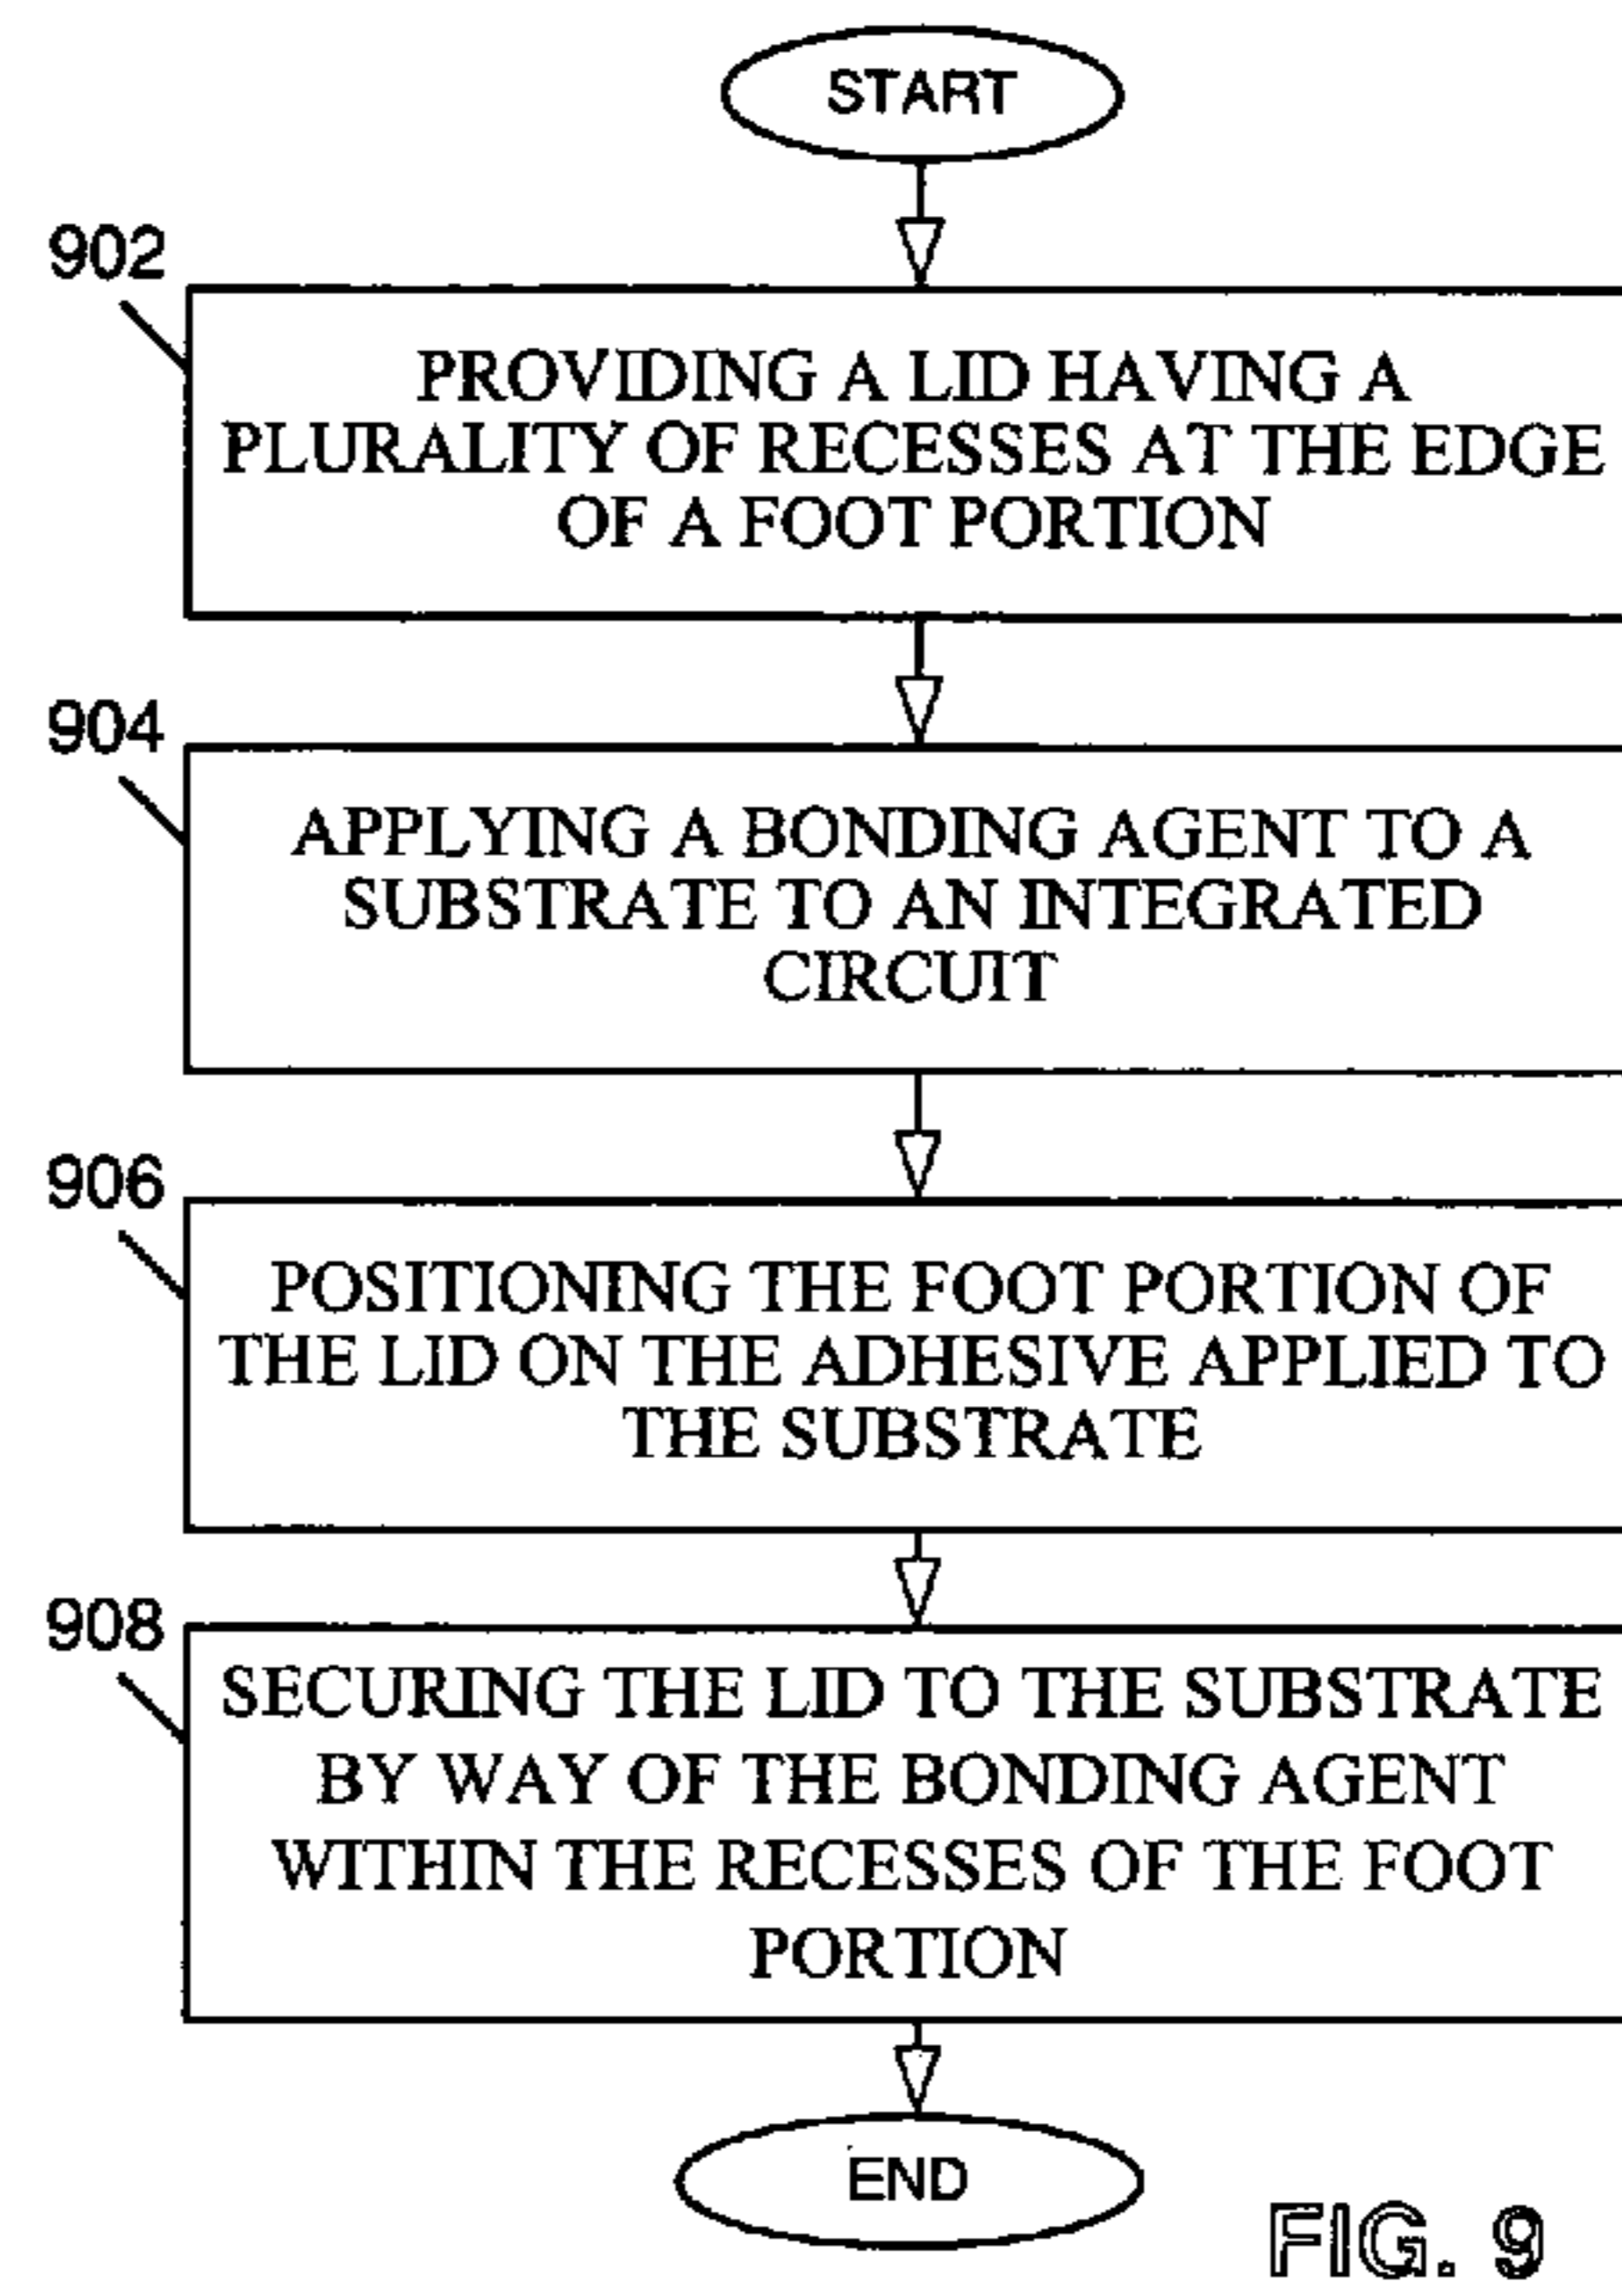 START
902
PROVIDING A LID HAVING A
PLURALITY OF RECESSES AT THE EDGE
OF A FOOT PORTION
904
APPLYING A BONDING AGENT TO A
SUBSTRATE TO AN INTEGRATED
CIRCUIT
906
POSITIONING THE FOOT PORTION OF
THE LID ON THE ADHESIVE APPLIED TO
THE SUBSTRATE
908
SECURING THE LID TO THE SUBSTRATE
BY WAY OF THE BONDING AGENT
WITHIN THE RECESSES OF THE FOOT
PORTION
END
FIG. 9